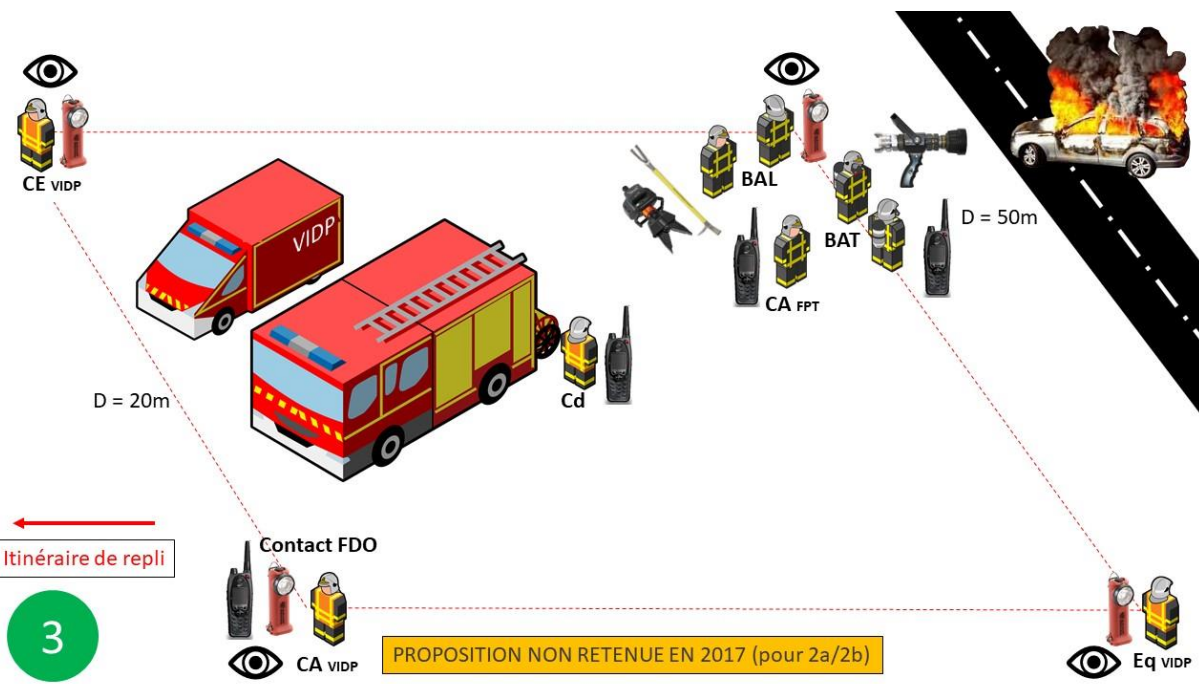 CE VIDP
BAL
VIDP
BAT
D = 50m
CA FPT
D = 20m
Cd
Itinéraire de repli
Contact FDO
3
CA VIDP
PROPOSITION NON RETENUE EN 2017 (pour 2a/2b)
Eq VIDP